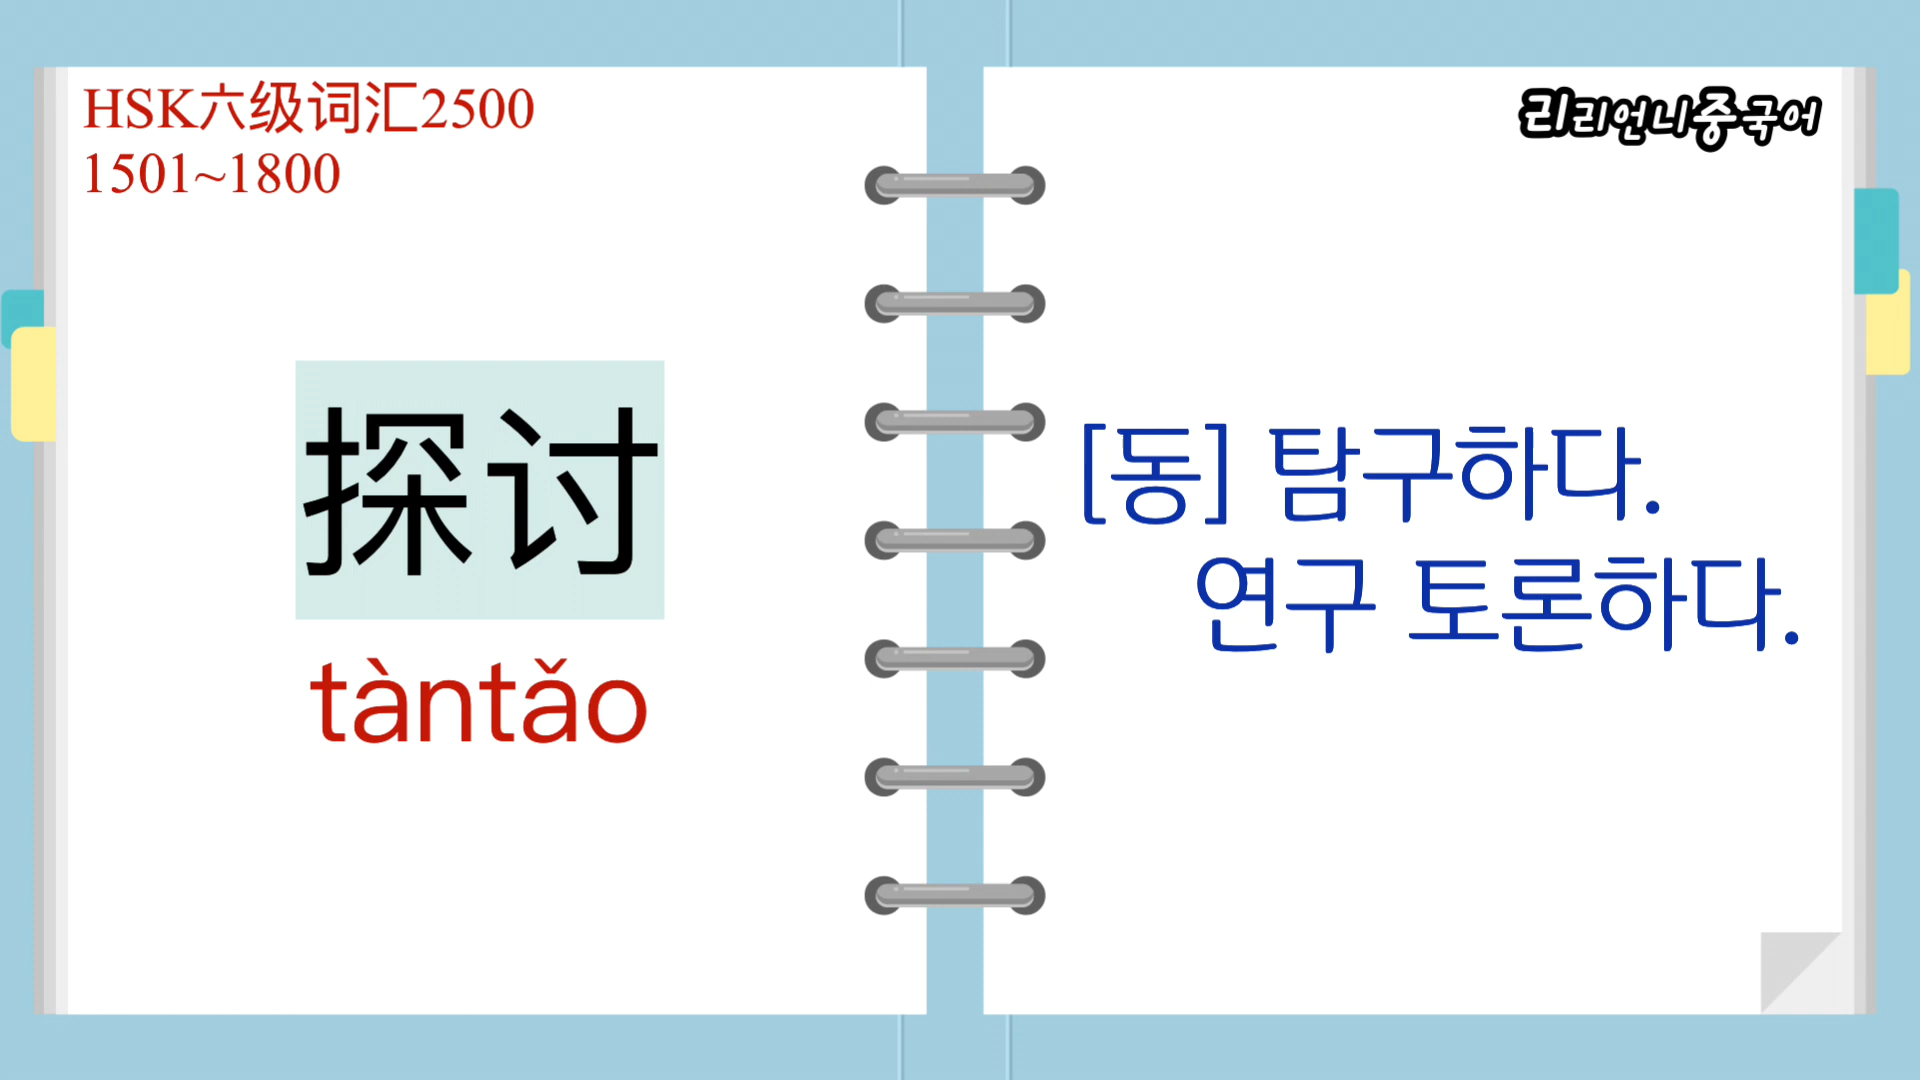 HSK六级词汇2500
1501~1800
探讨
tàntǎo
리리언니중국어
[동] 탐구하다.
연구 토론하다.